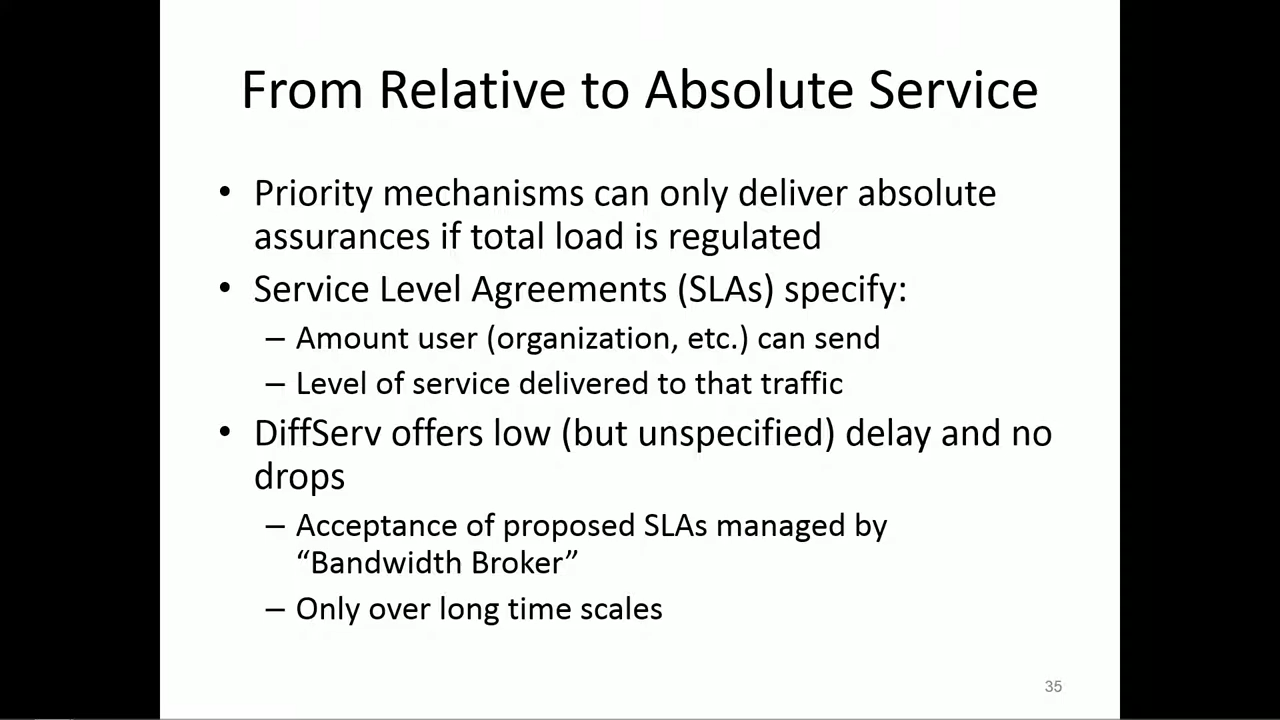 From Relative to Absolute Service
• Priority mechanisms can only deliver absolute
assurances if total load is regulated
• Service Level Agreements (SLAs) specify:
– Amount user (organization, etc.) can send
– Level of service delivered to that traffic
• DiffServ offers low (but unspecified) delay and no
drops
– Acceptance of proposed SLAs managed by
“Bandwidth Broker”
– Only over long time scales
35